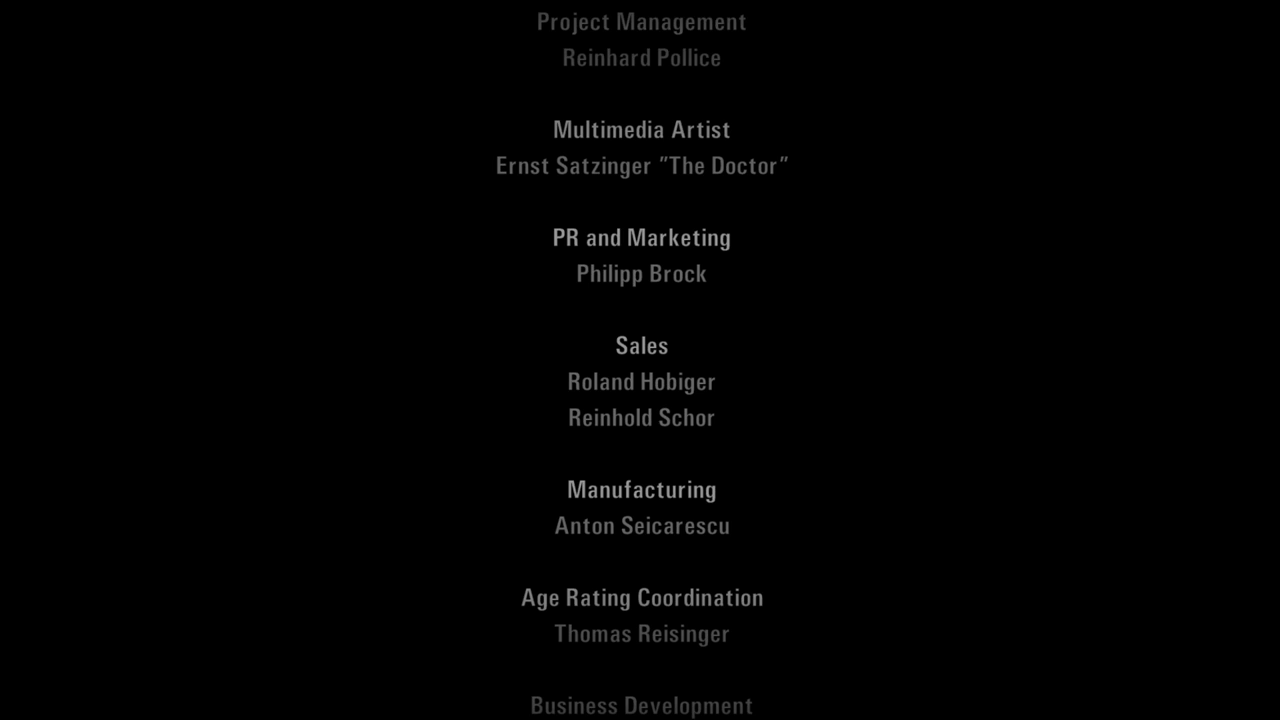 Project Management
Reinhard Pollice
Multimedia Artist
Ernst Satzinger "The Doctor"
PR and Marketing
Philipp Brock
Sales
Roland Hobiger
Reinhold Schor
Manufacturing
Anton Seicarescu
Age Rating Coordination
Thomas Reisinger
Business Development